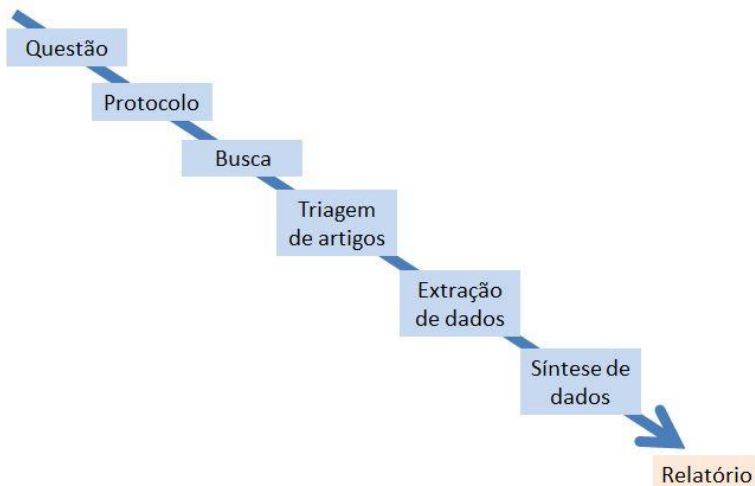 Questão
Protocolo
Busca
Triagem
de artigos
Extração
de dados
Síntese de
dados
Relatório